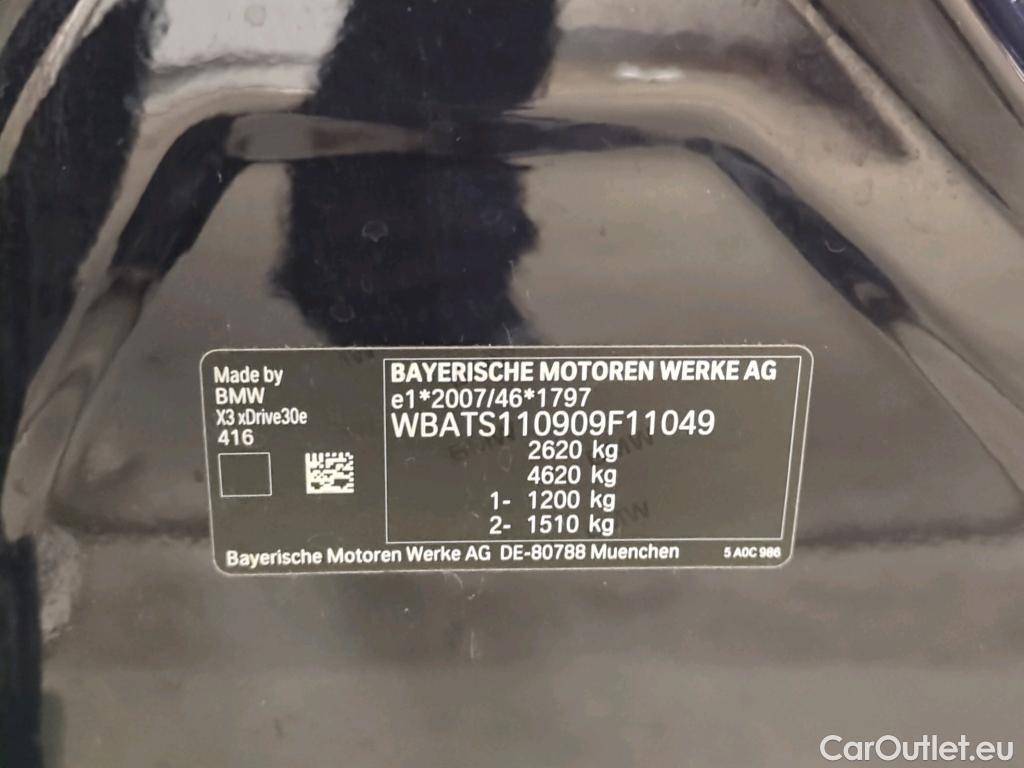 Made by
BMW
X3 xDrive30e
416
BAYERISCHE MOTOREN WERKE AG
e1*2007/46*1797
WBATS110909F11049
2620 kg
4620 kg
1- 1200 kg
2- 1510 kg
Bayerische Motoren Werke AG DE-80788 Muenchen
5 A0C 986
CarOutlet.eu